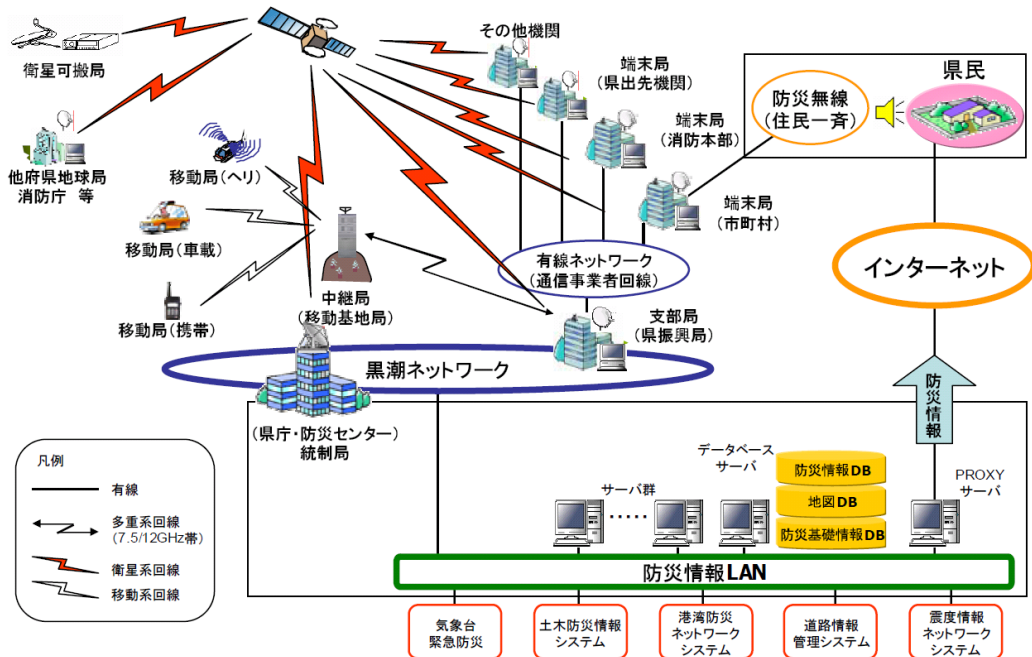 衛星可搬局
他府県地球局
消防庁 等
移動局(ヘリ)
移動局(車載)
移動局(携帯)
中継局
(移動基地局)
その他機関
端末局
(県出先機関)
端末局
(消防本部)
端末局
(市町村)
防災無線
(住民一斉)
県民
有線ネットワーク
(通信事業者回線)
支部局
(県振興局)
インターネット
黒潮ネットワーク
(県庁・防災センター)
統制局
防災情報
凡例
有線
多重系回線
(7.5/12GHz帯)
衛星系回線
移動系回線
サーバ群
データベース
サーバ
防災情報DB
地図DB
防災基礎情報DB
PROXY
サーバ
防災情報LAN
気象台
緊急防災
土木防災情報
システム
港湾防災
ネットワーク
システム
道路情報
管理システム
震度情報
ネットワーク
システム